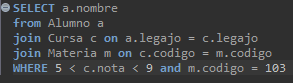 SELECT a.nombre
from Alumno a
join Cursa c on a.legajo = c.legajo
join Materia m on c.codigo = m.codigo
WHERE 5 < c.nota < 9 and m.codigo = 103